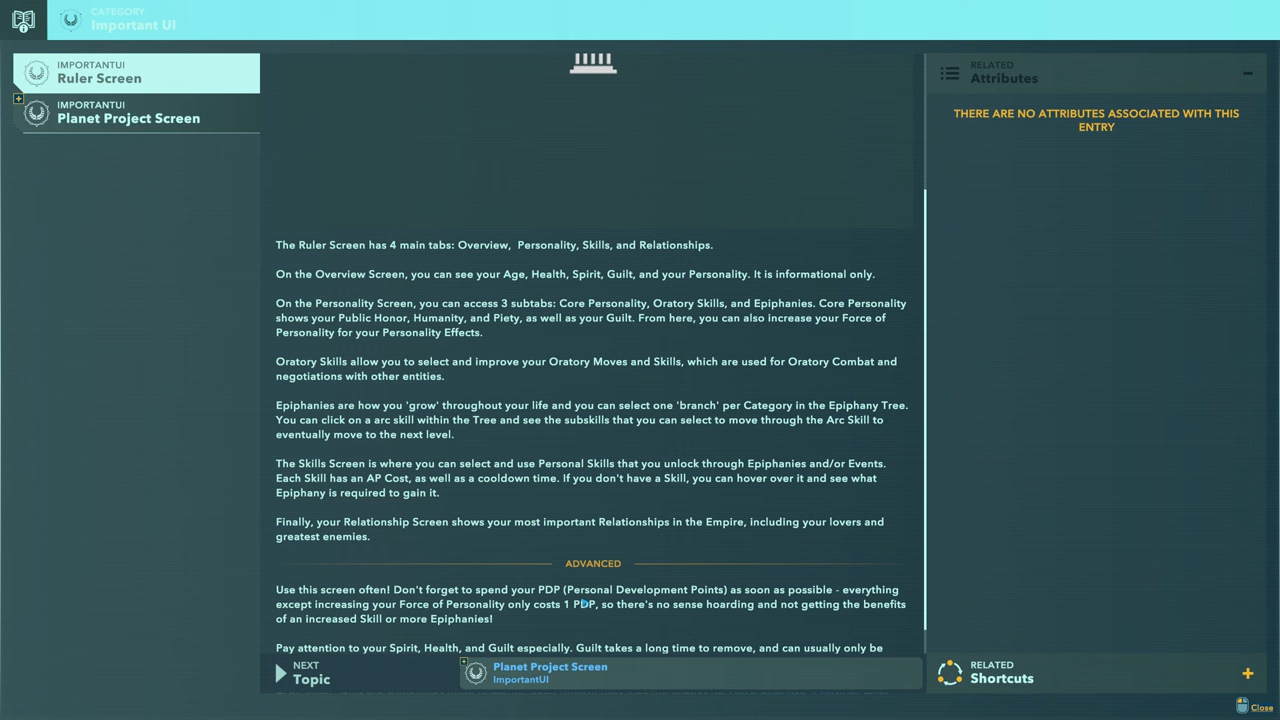 CATEGORY
Important UI
IMPORTANTUI
Ruler Screen
IMPORTANTUI
Planet Project Screen
The Ruler Screen has 4 main tabs: Overview,  Personality, Skills, and Relationships.
On the Overview Screen, you can see your Age, Health, Spirit, Guilt, and your Personality. It is informational only.
On the Personality Screen, you can access 3 subtabs: Core Personality, Oratory Skills, and Epiphanies. Core Personality
shows your Public Honor, Humanity, and Piety, as well as your Guilt. From here, you can also increase your Force of
Personality for your Personality Effects.
Oratory Skills allow you to select and improve your Oratory Moves and Skills, which are used for Oratory Combat and
negotiations with other entities.
Epiphanies are how you 'grow' throughout your life and you can select one 'branch' per Category in the Epiphany Tree.
You can click on a arc skill within the Tree and see the subskills that you can select to move through the Arc Skill to
eventually move to the next level.
The Skills Screen is where you can select and use Personal Skills that you unlock through Epiphanies and/or Events.
Each Skill has an AP Cost, as well as a cooldown time. If you don't have a Skill, you can hover over it and see what
Epiphany is required to gain it.
Finally, your Relationship Screen shows your most important Relationships in the Empire, including your lovers and
greatest enemies.
ADVANCED
Use this screen often! Don't forget to spend your PDP (Personal Development Points) as soon as possible - everything
except increasing your Force of Personality only costs 1 PDP, so there's no sense hoarding and not getting the benefits
of an increased Skill or more Epiphanies!
Pay attention to your Spirit, Health, and Guilt especially. Guilt takes a long time to remove, and can usually only be
NEXT
Topic
Planet Project Screen
ImportantUI
RELATED
Attributes
THERE ARE NO ATTRIBUTES ASSOCIATED WITH THIS
ENTRY
RELATED
Shortcuts
Close